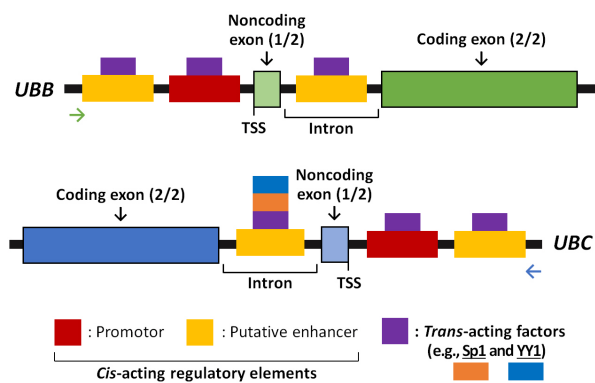 Noncoding
exon (1/2)
Coding exon (2/2)
UBB
TSS
Intron
Coding exon (2/2)
Noncoding
exon (1/2)
UBC
Intron
TSS
: Promotor
: Putative enhancer
: Trans-acting factors
(e.g., Sp1 and YY1)
Cis-acting regulatory elements